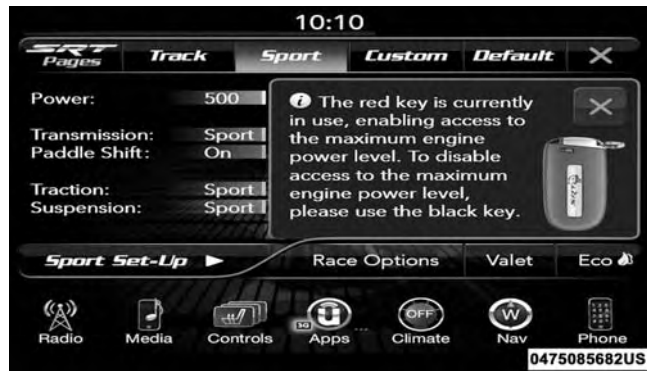 10:10
SRT Pages Track Sport Custom Default X
Power: 500
i The red key is currently
in use, enabling access to
the maximum engine
power level. To disable
access to the maximum
engine power level,
please use the black key.
Transmission: Sport
Paddle Shift: On
Traction: Sport
Suspension: Sport
Sport Set-Up Race Options Valet Eco
3G OFF W
Radio Media Controls Apps Climate Nav Phone
0475085682US